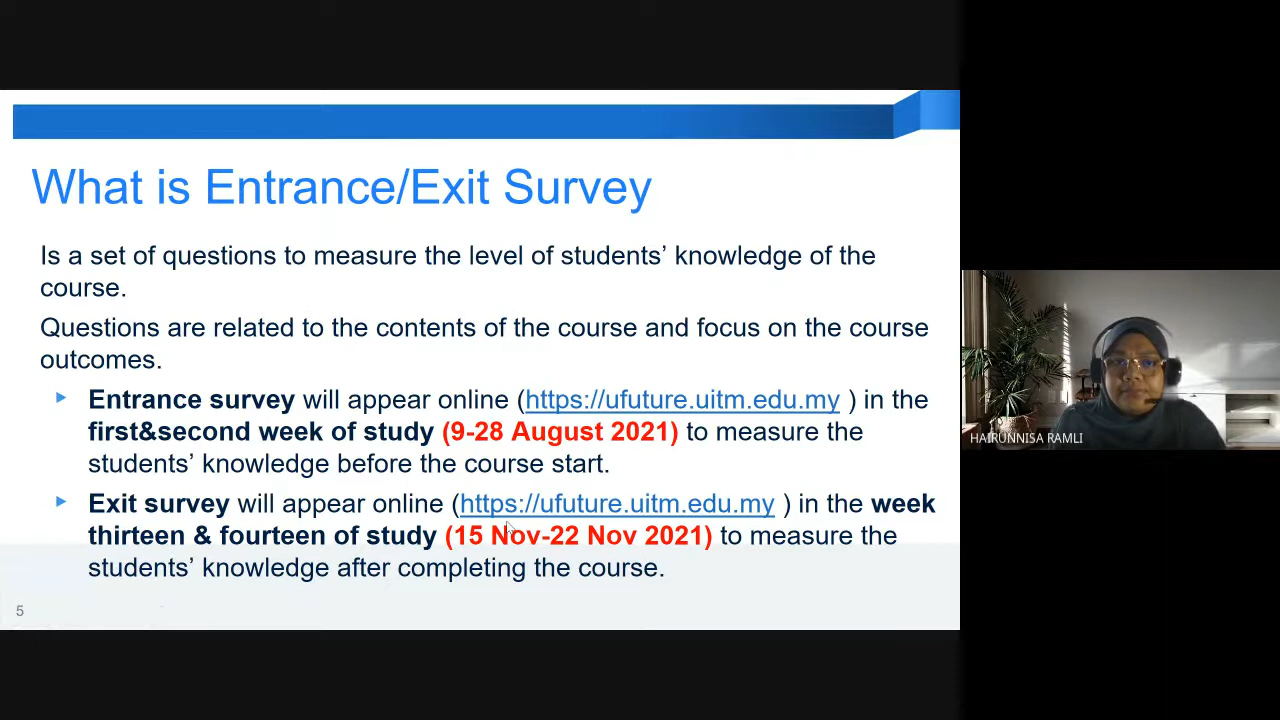 What is Entrance/Exit Survey
Is a set of questions to measure the level of students’ knowledge of the
course.
Questions are related to the contents of the course and focus on the course
outcomes.
Entrance survey will appear online (https://ufuture.uitm.edu.my ) in the
first&second week of study (9-28 August 2021) to measure the
students’ knowledge before the course start.
Exit survey will appear online (https://ufuture.uitm.edu.my ) in the week
thirteen & fourteen of study (15 Nov-22 Nov 2021) to measure the
students’ knowledge after completing the course.
5
HAIRUNNISA RAMLI